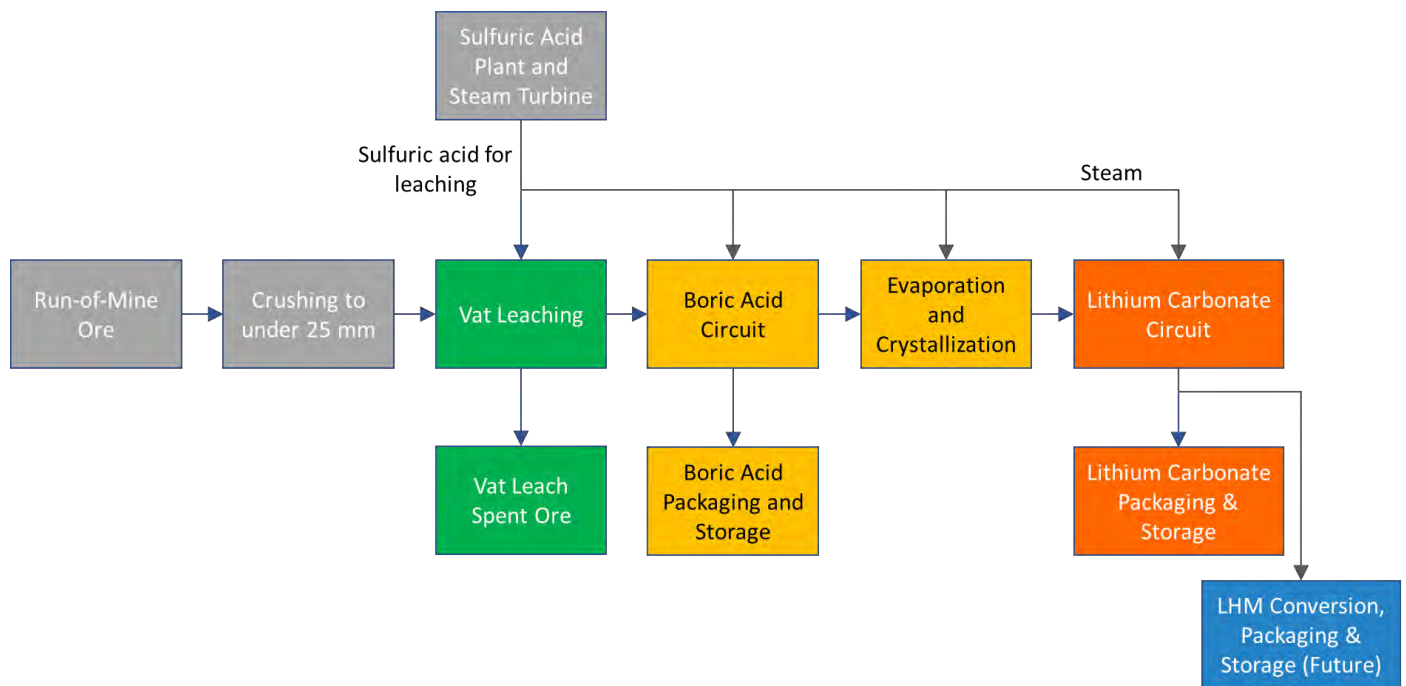 Sulfuric Acid
Plant and
Steam Turbine
Sulfuric acid for
leaching
Steam
Run-of-Mine
Ore
Crushing to
under 25 mm
Vat Leaching
Boric Acid
Circuit
Evaporation
and
Crystallization
Lithium Carbonate
Circuit
Vat Leach
Spent Ore
Boric Acid
Packaging and
Storage
Lithium Carbonate
Packaging &
Storage
LHM Conversion,
Packaging &
Storage (Future)